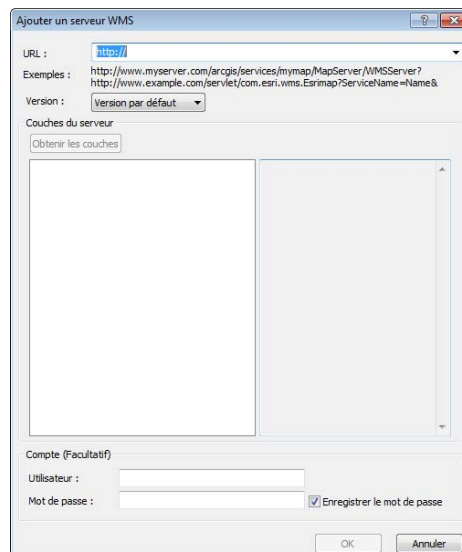 Ajouter un serveur WMS
URL :
http://
Exemples :
http://www.myserver.com/arcgis/services/mymap/MapServer/WMSServer?
http://www.example.com/servlet/com.esri.wms.Esrimap?ServiceName=Name&
Version :
Version par défaut
Couches du serveur
Obtenir les couches
Compte (Facultatif)
Utilisateur :
Mot de passe :
Enregistrer le mot de passe
OK
Annuler